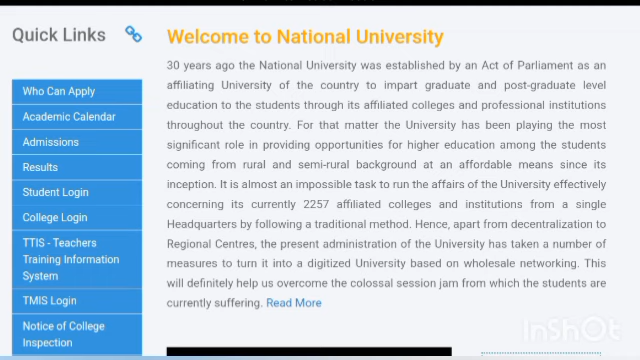 Quick Links
Who Can Apply
Academic Calendar
Admissions
Results
Student Login
College Login
TTIS - Teachers
Training Information
System
TMIS Login
Notice of College
Inspection
Welcome to National University
30 years ago the National University was established by an Act of Parliament as an
affiliating University of the country to impart graduate and post-graduate level
education to the students through its affiliated colleges and professional institutions
throughout the country. For that matter the University has been playing the most
significant role in providing opportunities for higher education among the students
coming from rural and semi-rural background at an affordable means since its
inception. It is almost an impossible task to run the affairs of the University effectively
concerning its currently 2257 affiliated colleges and institutions from a single
Headquarters by following a traditional method. Hence, apart from decentralization to
Regional Centres, the present administration of the University has taken a number of
measures to turn it into a digitized University based on wholesale networking. This
will definitely help us overcome the colossal session jam from which the students are
currently suffering. Read More
InShOt